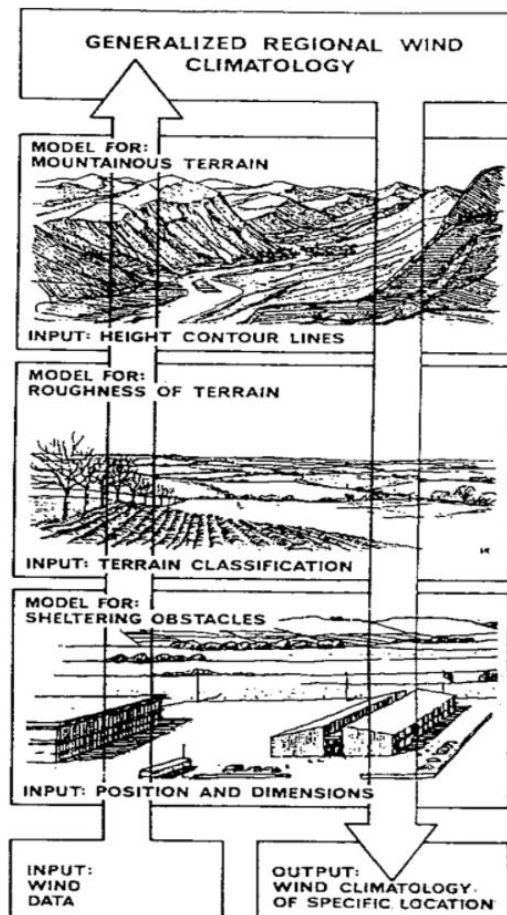 GENERALIZED REGIONAL WIND
CLIMATOLOGY
MODEL FOR:
MOUNTAINOUS TERRAIN
INPUT: HEIGHT CONTOUR LINES
MODEL FOR:
ROUGHNESS OF TERRAIN
INPUT: TERRAIN CLASSIFICATION
MODEL FOR:
SHELTERING OBSTACLES
INPUT: POSITION AND DIMENSIONS
INPUT:
WIND
DATA
OUTPUT:
WIND CLIMATOLOGY
OF SPECIFIC LOCATION